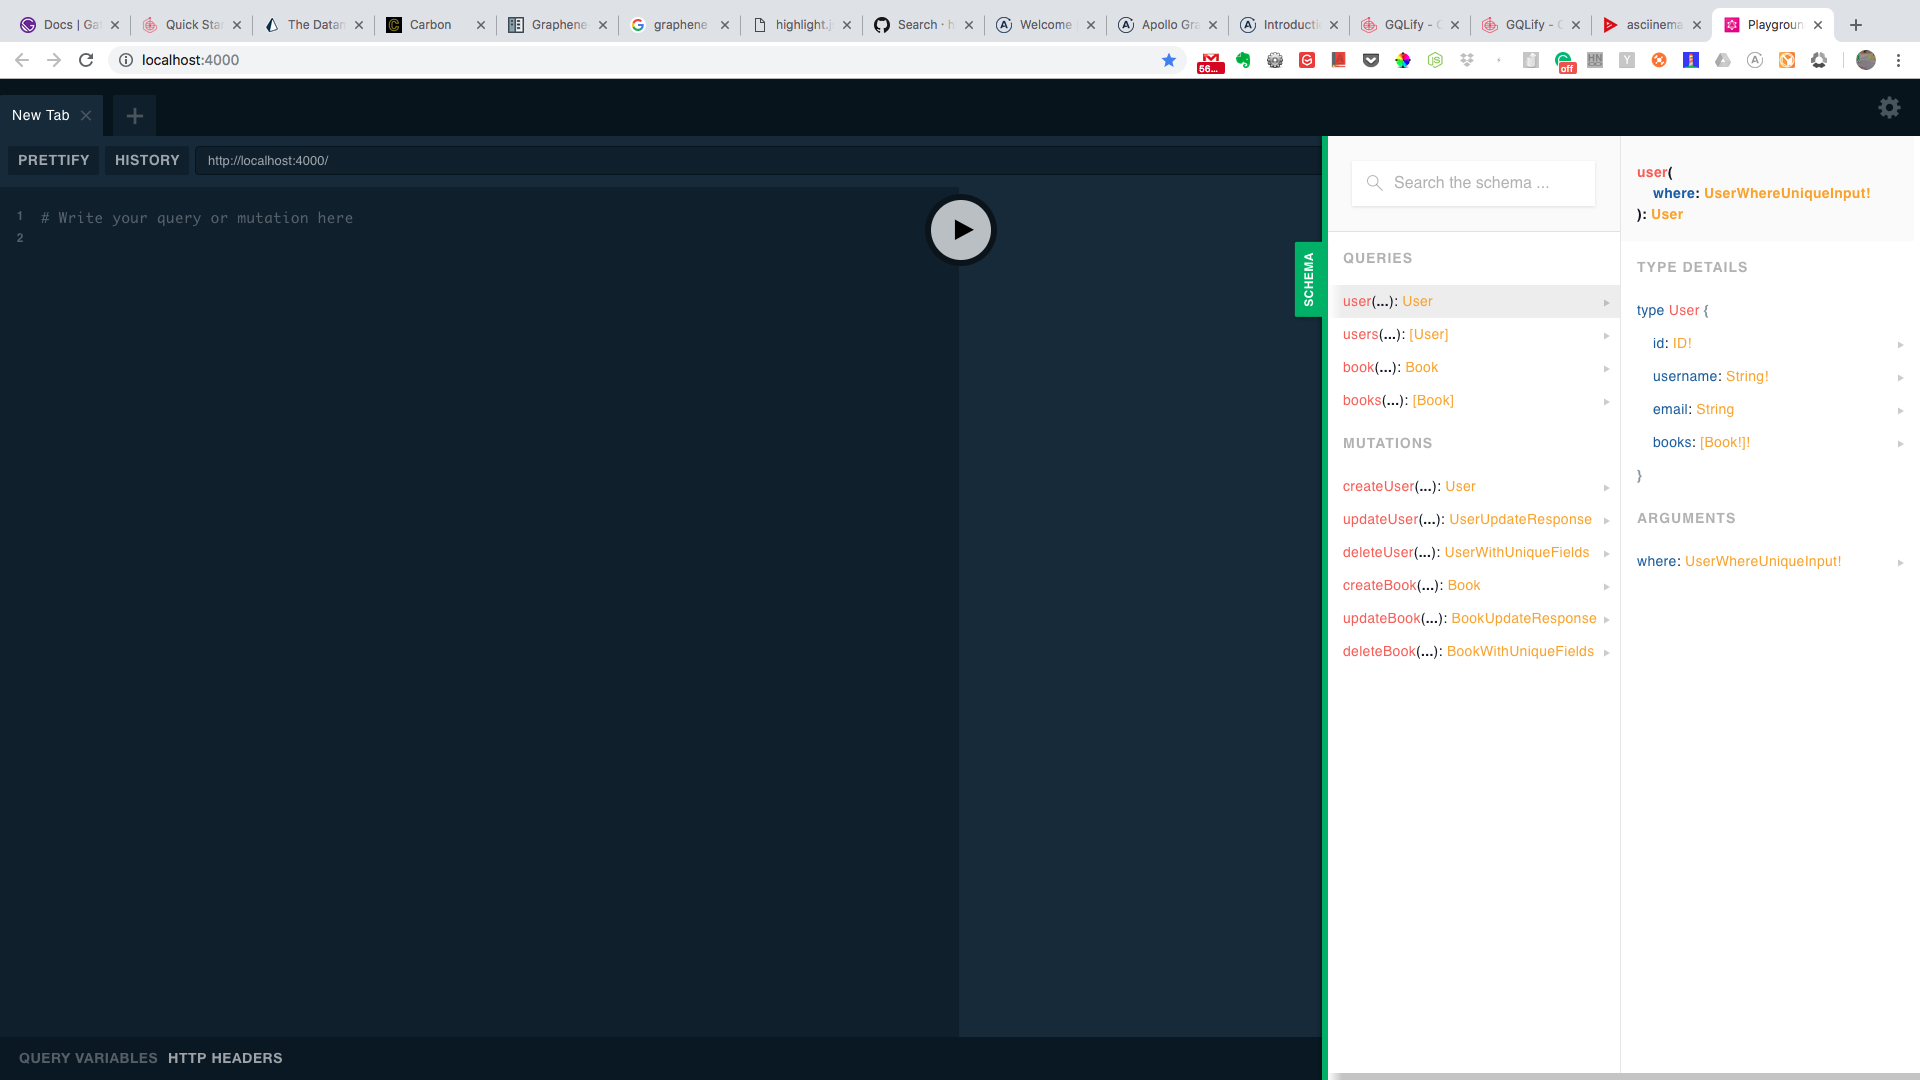 Docs | Ga
Quick Sta
The Datam
Carbon
Graphene
graphene
highlight.j
Search · h
Welcome
Apollo Gra
Introducti
GQLify - 
GQLify - 
asciinema
Playgroun
localhost:4000
56...
off
New Tab
PRETTIFY
HISTORY
http://localhost:4000/
1 # Write your query or mutation here
2
SCHEMA
Search the schema ...
QUERIES
user(...): User
users(...): [User]
book(...): Book
books(...): [Book]
MUTATIONS
createUser(...): User
updateUser(...): UserUpdateResponse
deleteUser(...): UserWithUniqueFields
createBook(...): Book
updateBook(...): BookUpdateResponse
deleteBook(...): BookWithUniqueFields
user(
where: UserWhereUniqueInput!
): User
TYPE DETAILS
type User {
id: ID!
username: String!
email: String
books: [Book!]!
}
ARGUMENTS
where: UserWhereUniqueInput!
QUERY VARIABLES
HTTP HEADERS